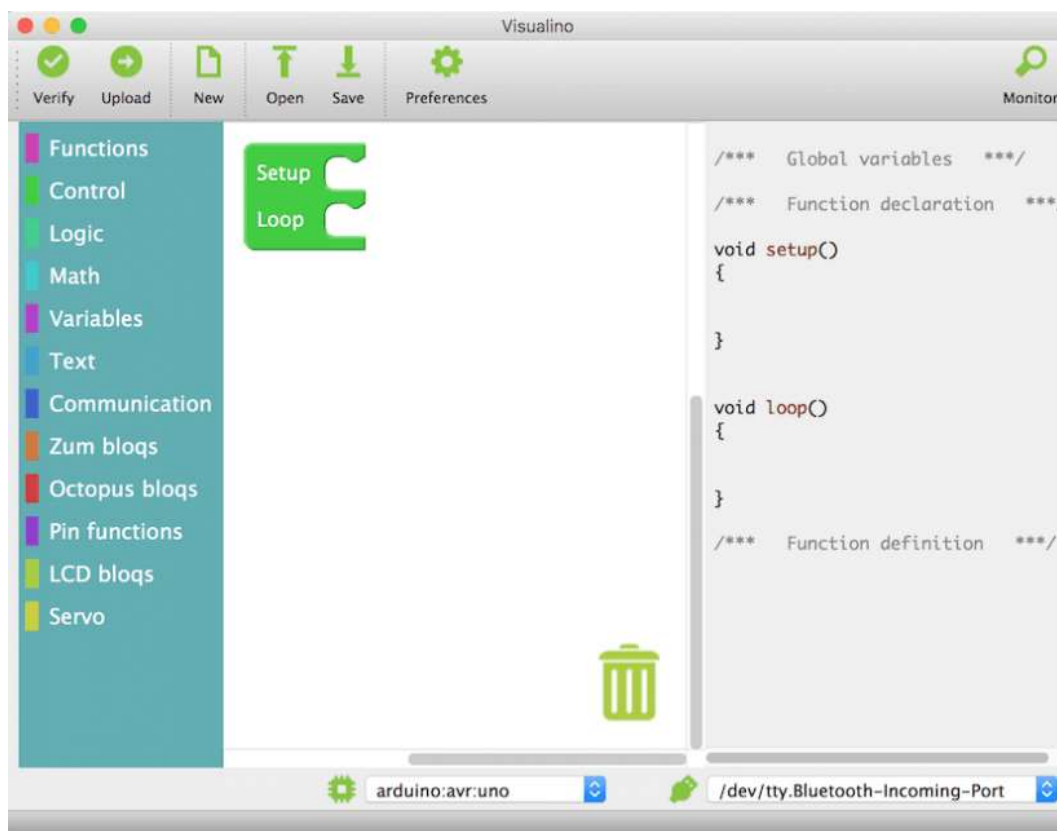 Visualino
Verify Upload New Open Save Preferences Monitor
Functions
Control
Logic
Math
Variables
Text
Communication
Zum bloqs
Octopus bloqs
Pin functions
LCD bloqs
Servo
Setup
Loop
/*** Global variables ***/
/*** Function declaration ***
void setup()
{
}
void loop()
{
}
/*** Function definition ***/
arduino:avr:uno
/dev/tty.Bluetooth-Incoming-Port